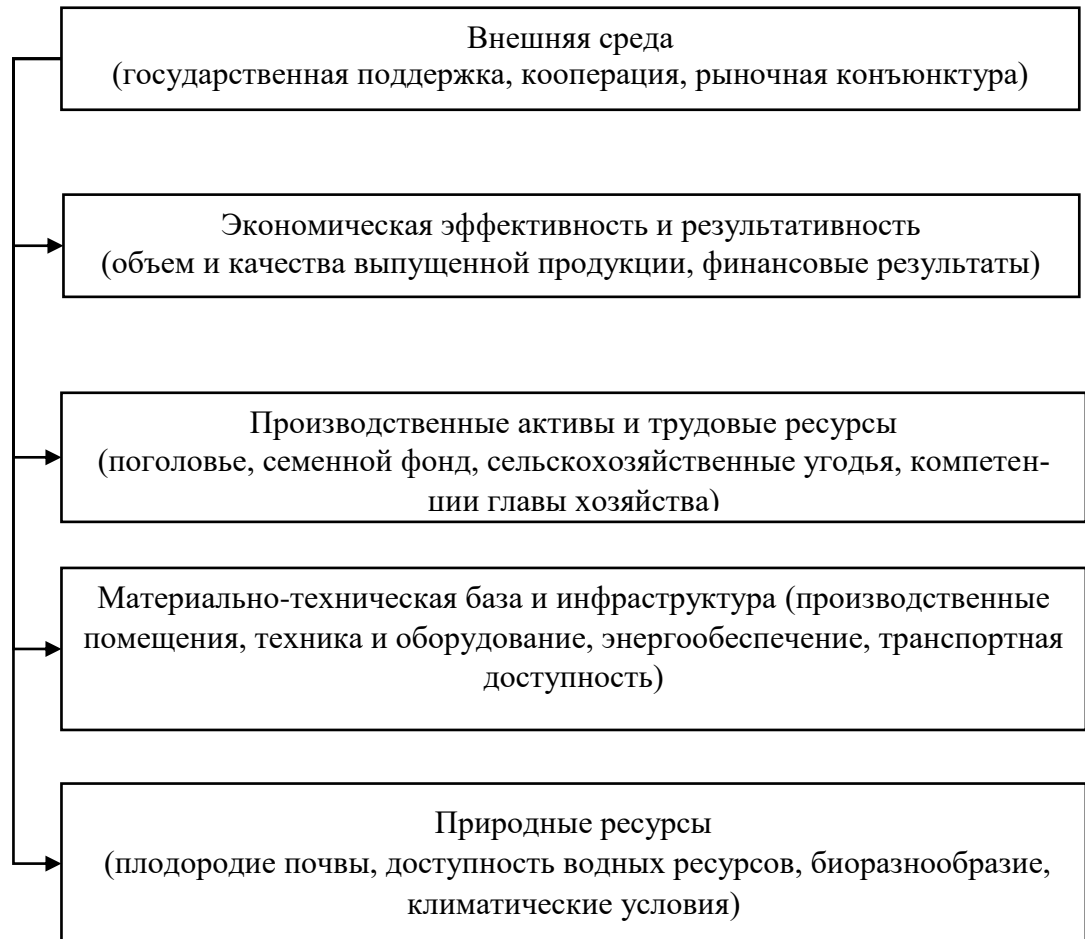 Внешняя среда
(государственная поддержка, кооперация, рыночная конъюнктура)
Экономическая эффективность и результативность
(объем и качества выпущенной продукции, финансовые результаты)
Производственные активы и трудовые ресурсы
(поголовье, семенной фонд, сельскохозяйственные угодья, компетен-
ции главы хозяйства)
Материально-техническая база и инфраструктура (производственные
помещения, техника и оборудование, энергообеспечение, транспортная
доступность)
Природные ресурсы
(плодородие почвы, доступность водных ресурсов, биоразнообразие,
климатические условия)